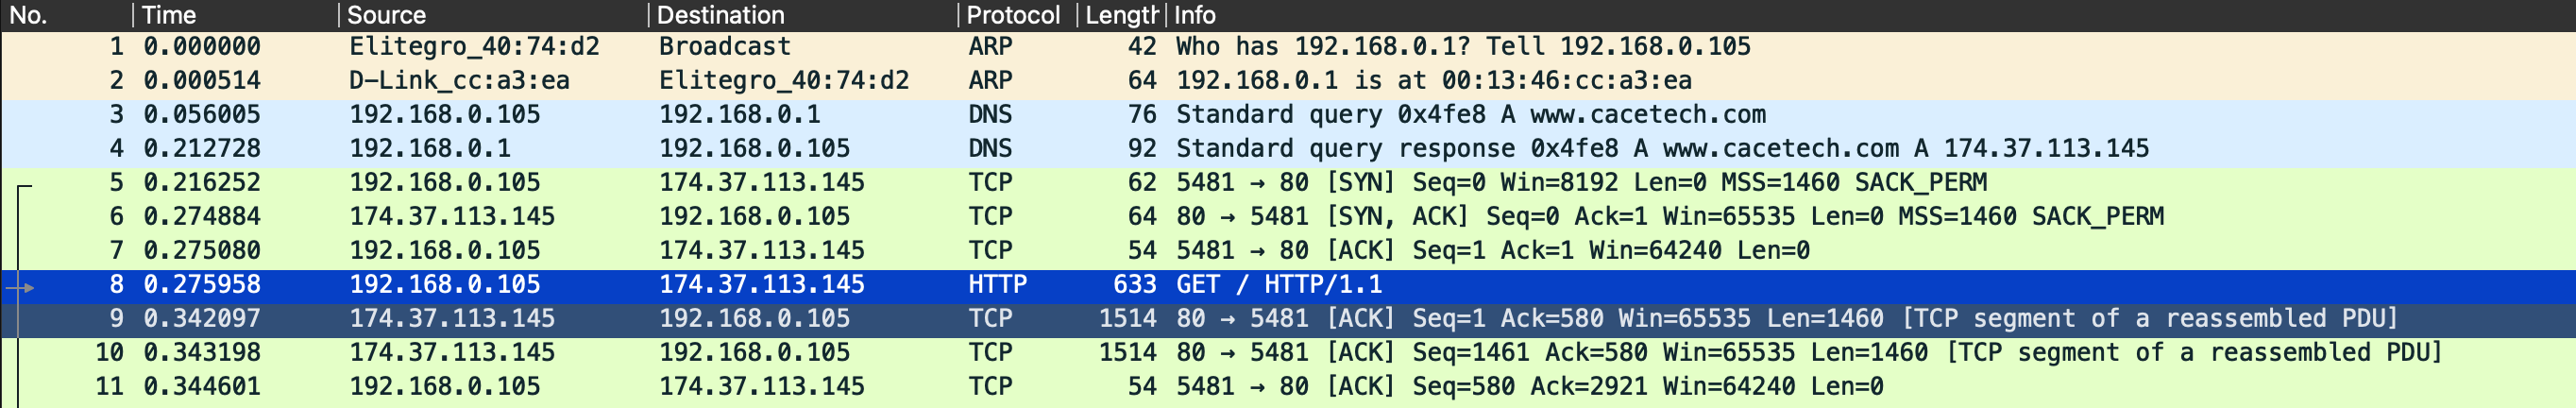 No. Time Source Destination Protocol Length Info
1 0.000000 Elitegro_40:74:d2 Broadcast ARP 42 Who has 192.168.0.1? Tell 192.168.0.105
2 0.000514 D-Link_cc:a3:ea Elitegro_40:74:d2 ARP 64 192.168.0.1 is at 00:13:46:cc:a3:ea
3 0.056005 192.168.0.105 192.168.0.1 DNS 76 Standard query 0x4fe8 A www.cacetech.com
4 0.212728 192.168.0.1 192.168.0.105 DNS 92 Standard query response 0x4fe8 A www.cacetech.com A 174.37.113.145
5 0.216252 192.168.0.105 174.37.113.145 TCP 62 5481 → 80 [SYN] Seq=0 Win=8192 Len=0 MSS=1460 SACK_PERM
6 0.274884 174.37.113.145 192.168.0.105 TCP 64 80 → 5481 [SYN, ACK] Seq=0 Ack=1 Win=65535 Len=0 MSS=1460 SACK_PERM
7 0.275080 192.168.0.105 174.37.113.145 TCP 54 5481 → 80 [ACK] Seq=1 Ack=1 Win=64240 Len=0
8 0.275958 192.168.0.105 174.37.113.145 HTTP 633 GET / HTTP/1.1
9 0.342097 174.37.113.145 192.168.0.105 TCP 1514 80 → 5481 [ACK] Seq=1 Ack=580 Win=65535 Len=1460 [TCP segment of a reassembled PDU]
10 0.343198 174.37.113.145 192.168.0.105 TCP 1514 80 → 5481 [ACK] Seq=1461 Ack=580 Win=65535 Len=1460 [TCP segment of a reassembled PDU]
11 0.344601 192.168.0.105 174.37.113.145 TCP 54 5481 → 80 [ACK] Seq=580 Ack=2921 Win=64240 Len=0